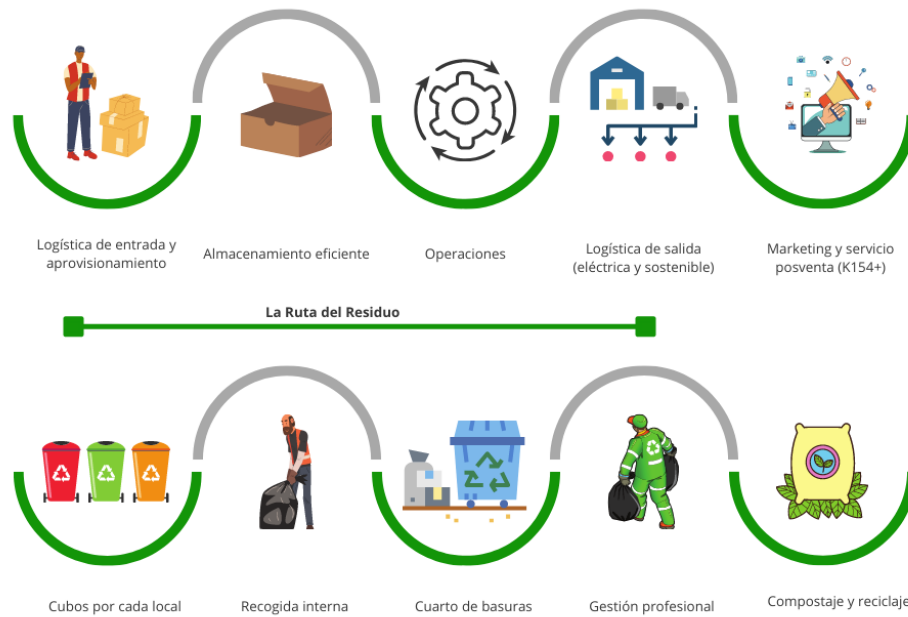 Logística de entrada y
aprovisionamiento
Almacenamiento eficiente
Operaciones
Logística de salida
(eléctrica y sostenible)
Marketing y servicio
posventa (K154+)
La Ruta del Residuo
Cubos por cada local
Recogida interna
Cuarto de basuras
Gestión profesional
Compostaje y reciclaje